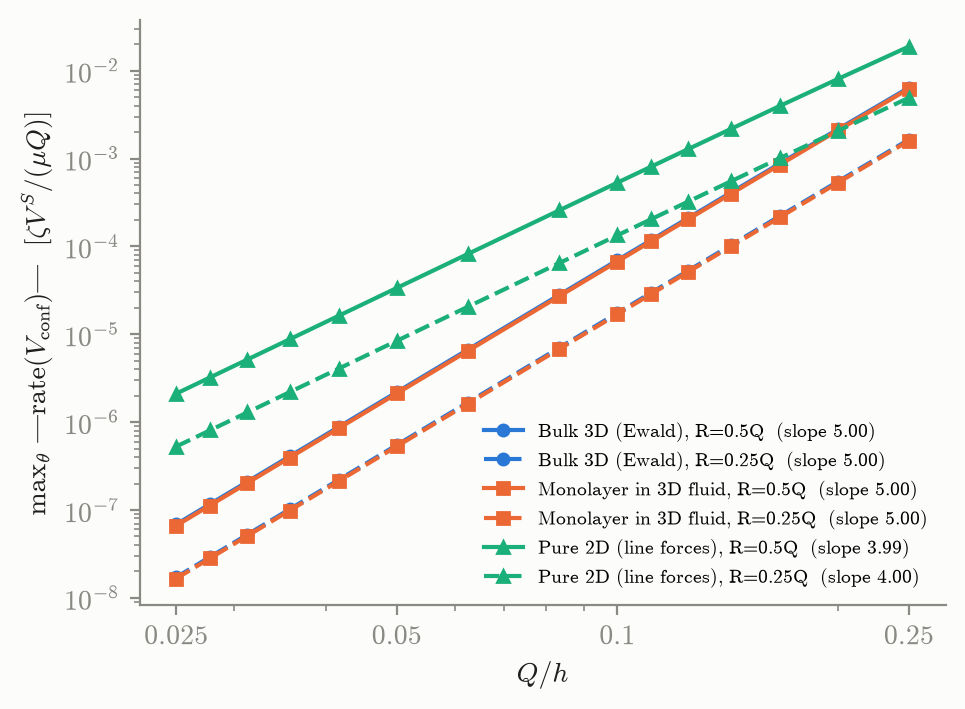 max_θ —rate(V_conf)— [ζV^S/(μQ)]
10^−2
10^−3
10^−4
10^−5
10^−6
10^−7
10^−8
Bulk 3D (Ewald), R=0.5Q (slope 5.00)
Bulk 3D (Ewald), R=0.25Q (slope 5.00)
Monolayer in 3D fluid, R=0.5Q (slope 5.00)
Monolayer in 3D fluid, R=0.25Q (slope 5.00)
Pure 2D (line forces), R=0.5Q (slope 3.99)
Pure 2D (line forces), R=0.25Q (slope 4.00)
0.025 0.05 0.1 0.25
Q/h